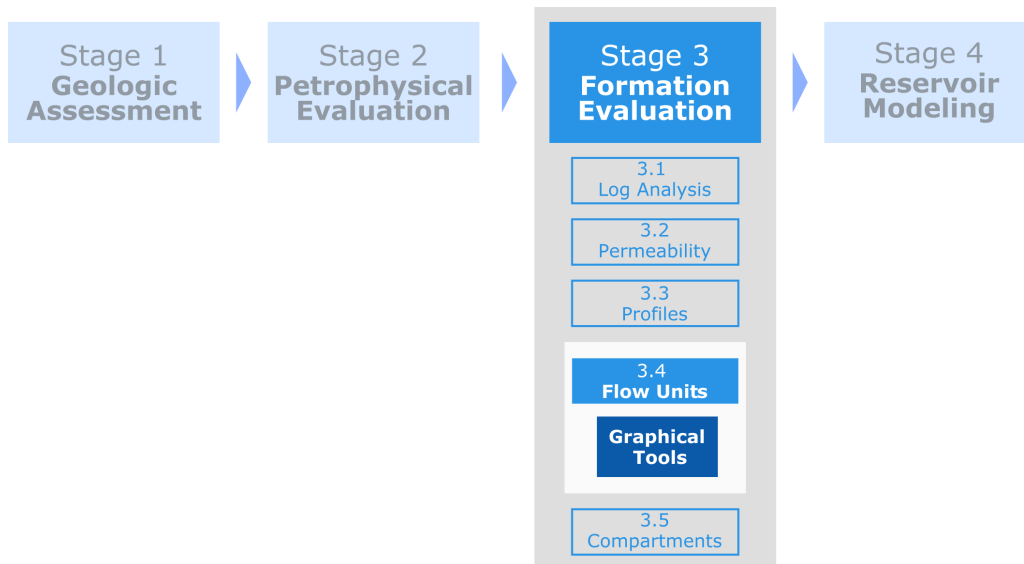 Stage 1
Geologic
Assessment
Stage 2
Petrophysical
Evaluation
Stage 3
Formation
Evaluation
Stage 4
Reservoir
Modeling
3.1
Log Analysis
3.2
Permeability
3.3
Profiles
3.4
Flow Units
Graphical
Tools
3.5
Compartments